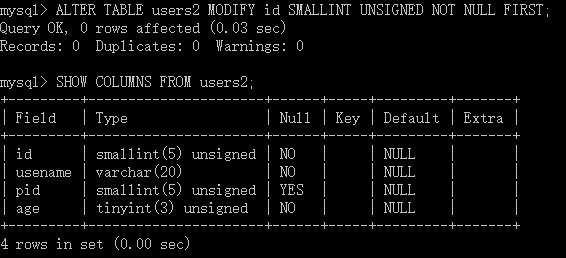 mysql> ALTER TABLE users2 MODIFY id SMALLINT UNSIGNED NOT NULL FIRST;
Query OK, 0 rows affected (0.03 sec)
Records: 0  Duplicates: 0  Warnings: 0

mysql> SHOW COLUMNS FROM users2;
+---------+----------------------+------+-----+---------+-------+
| Field   | Type                 | Null | Key | Default | Extra |
+---------+----------------------+------+-----+---------+-------+
| id      | smallint(5) unsigned | NO   |     | NULL    |       |
| usename | varchar(20)          | NO   |     | NULL    |       |
| pid     | smallint(5) unsigned | YES  |     | NULL    |       |
| age     | tinyint(3) unsigned  | NO   |     | NULL    |       |
+---------+----------------------+------+-----+---------+-------+
4 rows in set (0.00 sec)